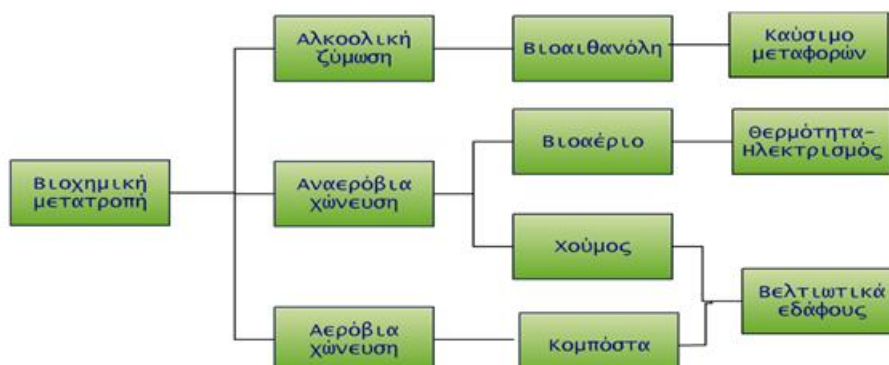 Αλκοολική
ζύμωση
Βιοαιθανόλη
Καύσιμο
μεταφορών
Βιοχημική
μετατροπή
Αναερόβια
χώνευση
Βιοαέριο
Θερμότητα-
Ηλεκτρισμός
Χούμος
Αερόβια
χώνευση
Κομπόστα
Βελτιωτικά
εδάφους